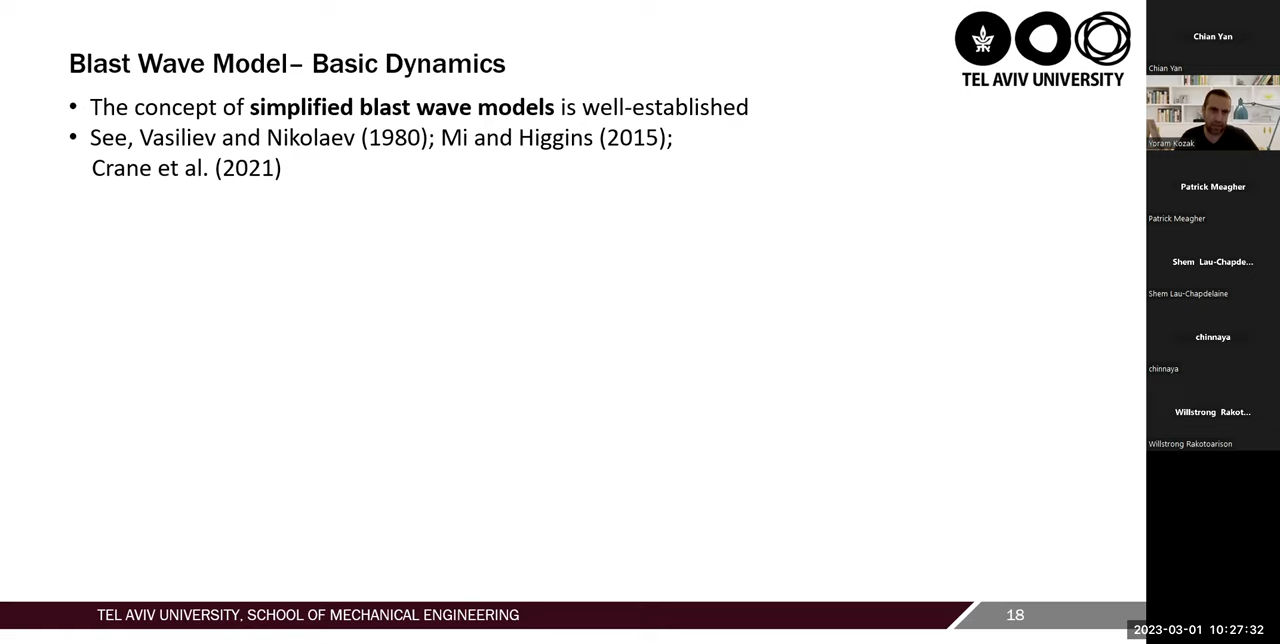 TEL AVIV UNIVERSITY
Blast Wave Model– Basic Dynamics
• The concept of simplified blast wave models is well-established
• See, Vasiliev and Nikolaev (1980); Mi and Higgins (2015);
Crane et al. (2021)
TEL AVIV UNIVERSITY, SCHOOL OF MECHANICAL ENGINEERING
18
Chian Yan
Chian Yan
Yoram Kozak
Patrick Meagher
Patrick Meagher
Shem Lau-Chapde...
Shem Lau-Chapdelaine
chinnaya
chinnaya
Willstrong Rakot...
Willstrong Rakotoarison
2023-03-01 10:27:32